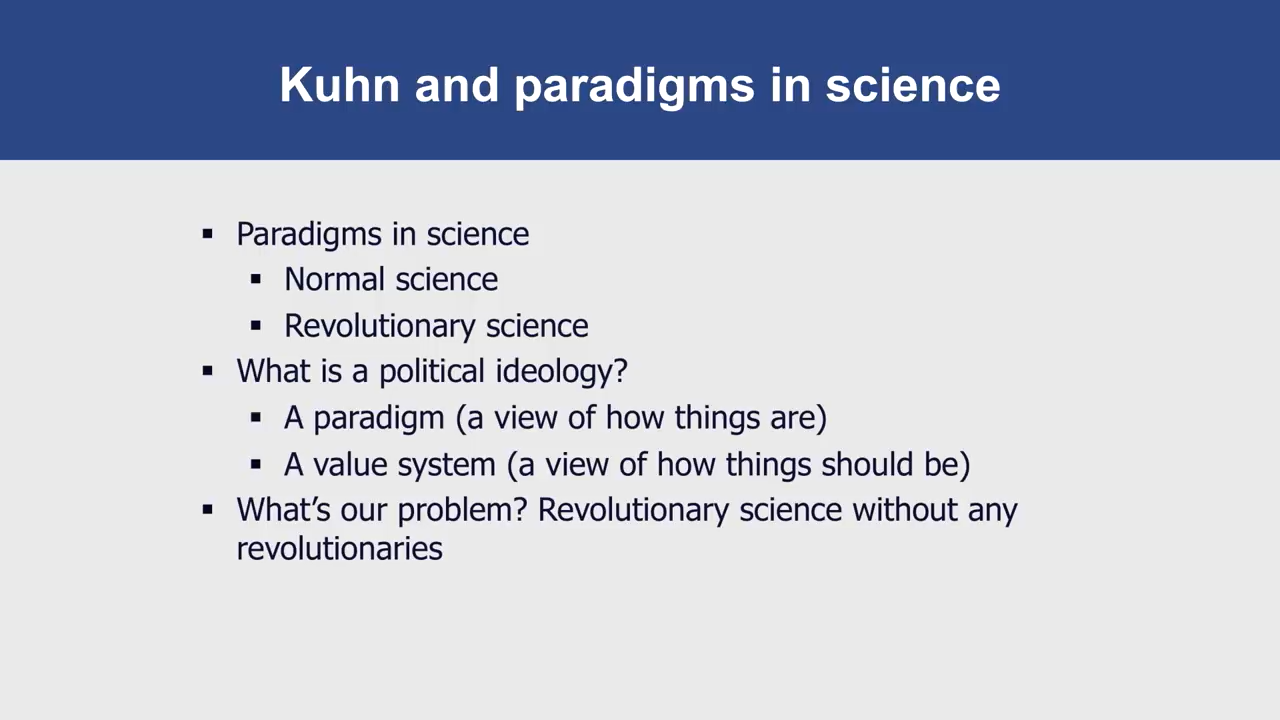 Kuhn and paradigms in science
▪ Paradigms in science
▪ Normal science
▪ Revolutionary science
▪ What is a political ideology?
▪ A paradigm (a view of how things are)
▪ A value system (a view of how things should be)
▪ What’s our problem? Revolutionary science without any
revolutionaries